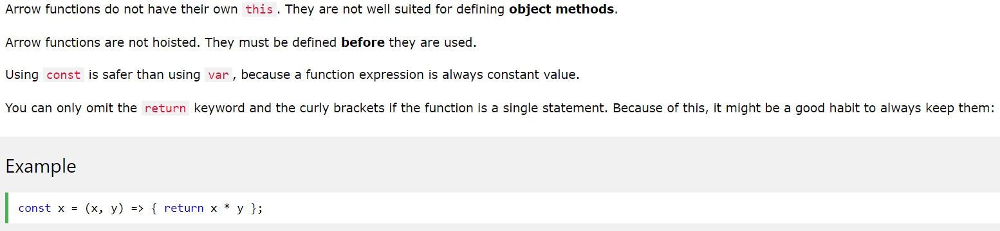 Arrow functions do not have their own this. They are not well suited for defining object methods.
Arrow functions are not hoisted. They must be defined before they are used.
Using const is safer than using var, because a function expression is always constant value.
You can only omit the return keyword and the curly brackets if the function is a single statement. Because of this, it might be a good habit to always keep them:
Example
const x = (x, y) => { return x * y };